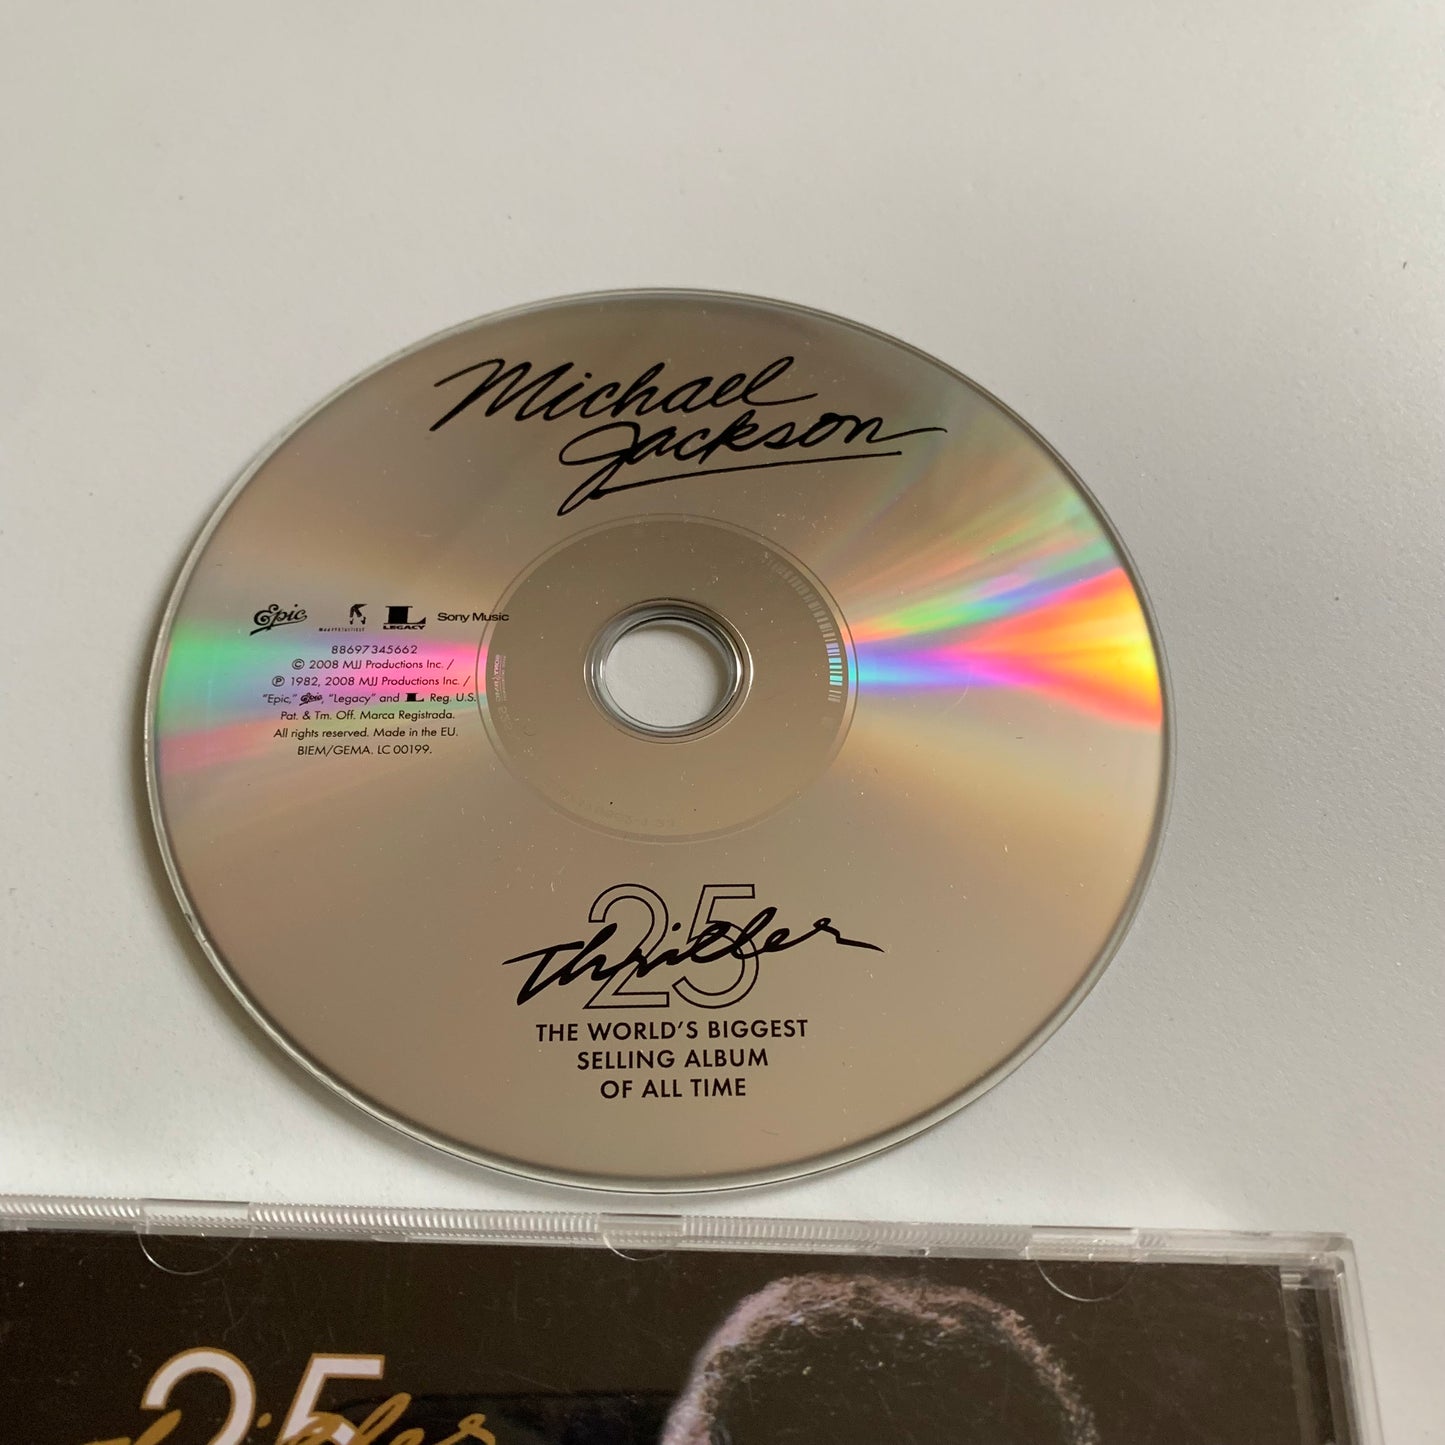 Michael
Jackson
Epic
LEGACY
Sony Music
88697345662
© 2008 MJJ Productions Inc. /
℗ 1982, 2008 MJJ Productions Inc. /
“Epic,” Epic, “Legacy” and L Reg. U.S.
Pat. & Tm. Off. Marca Registrada.
All rights reserved. Made in the EU.
BIEM/GEMA. LC 00199.
25
Thriller
THE WORLD’S BIGGEST
SELLING ALBUM
OF ALL TIME
25
Thriller